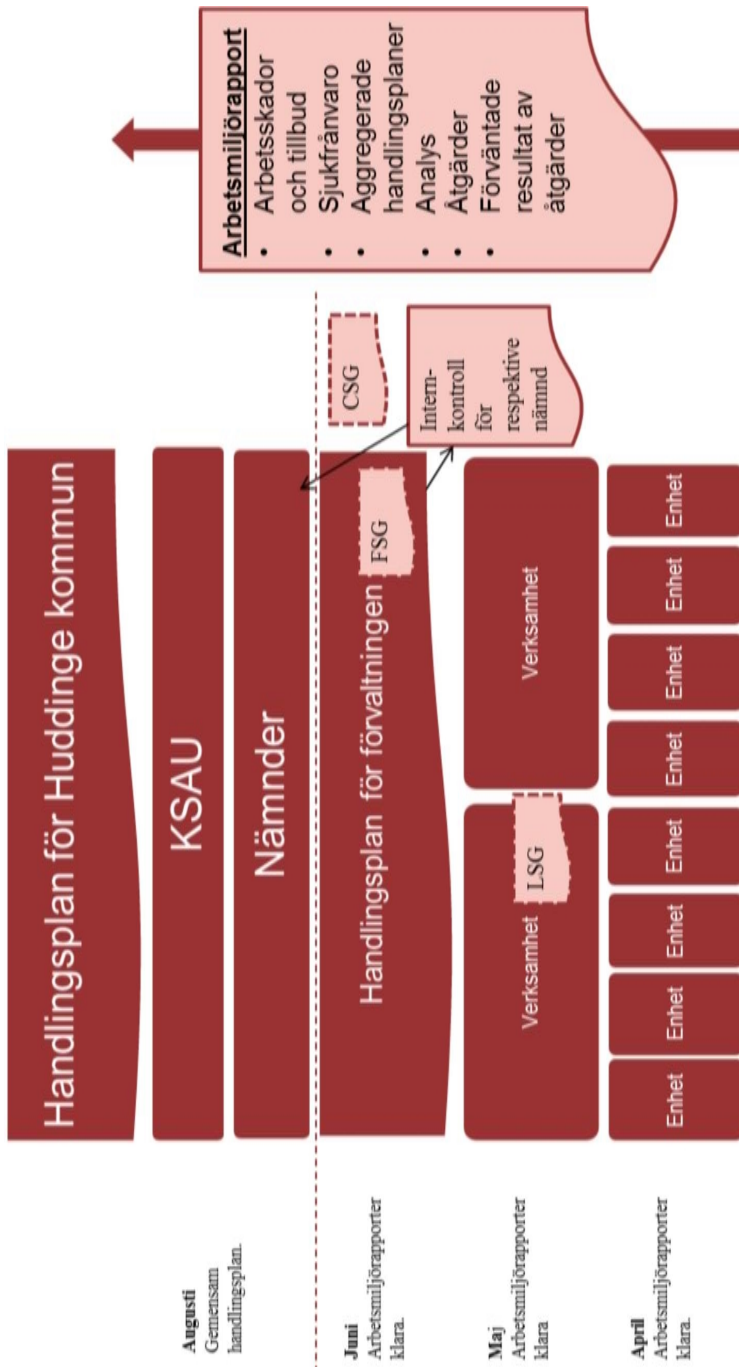 Handlingsplan för Huddinge kommun
Augusti
Gemensam
handlingsplan.
KSAU
Nämnder
Juni
Arbetsmiljörapporter
klara.
Handlingsplan för förvaltningen
FSG
CSG
Intern-
kontroll
för
respektive
nämnd
Maj
Arbetsmiljörapporter
klara
Verksamhet
LSG
Verksamhet
April
Arbetsmiljörapporter
klara.
Enhet
Enhet
Enhet
Enhet
Enhet
Enhet
Enhet
Enhet
Arbetsmiljörapport
• Arbetsskador
och tillbud
• Sjukfrånvaro
• Aggregerade
handlingsplaner
• Analys
• Åtgärder
• Förväntade
resultat av
åtgärder